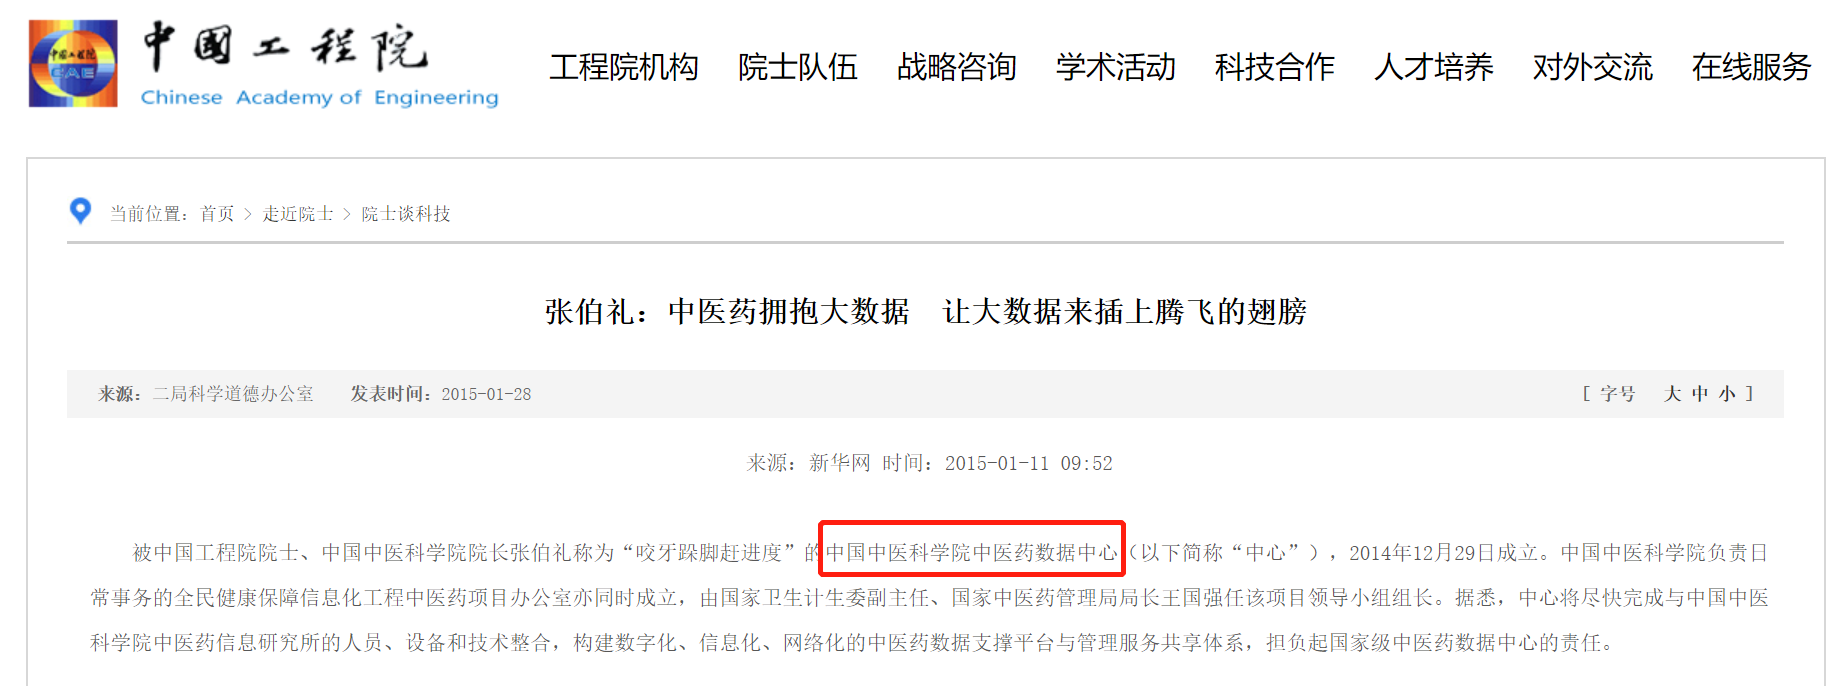 中国工程院
CAE
中国工程院
Chinese Academy of Engineering
工程院机构 院士队伍 战略咨询 学术活动 科技合作 人才培养 对外交流 在线服务
当前位置：首页 > 走近院士 > 院士谈科技
张伯礼：中医药拥抱大数据 让大数据来插上腾飞的翅膀
来源：二局科学道德办公室 发表时间：2015-01-28 [ 字号 大 中 小 ]
来源：新华网 时间：2015-01-11 09:52
被中国工程院院士、中国中医科学院院长张伯礼称为“咬牙跺脚赶进度”的中国中医科学院中医药数据中心（以下简称“中心”），2014年12月29日成立。中国中医科学院负责日
常事务的全民健康保障信息化工程中医药项目办公室亦同时成立，由国家卫生计生委副主任、国家中医药管理局局长王国强任该项目领导小组组长。据悉，中心将尽快完成与中国中医
科学院中医药信息研究所的人员、设备和技术整合，构建数字化、信息化、网络化的中医药数据支撑平台与管理服务共享体系，担负起国家级中医药数据中心的责任。